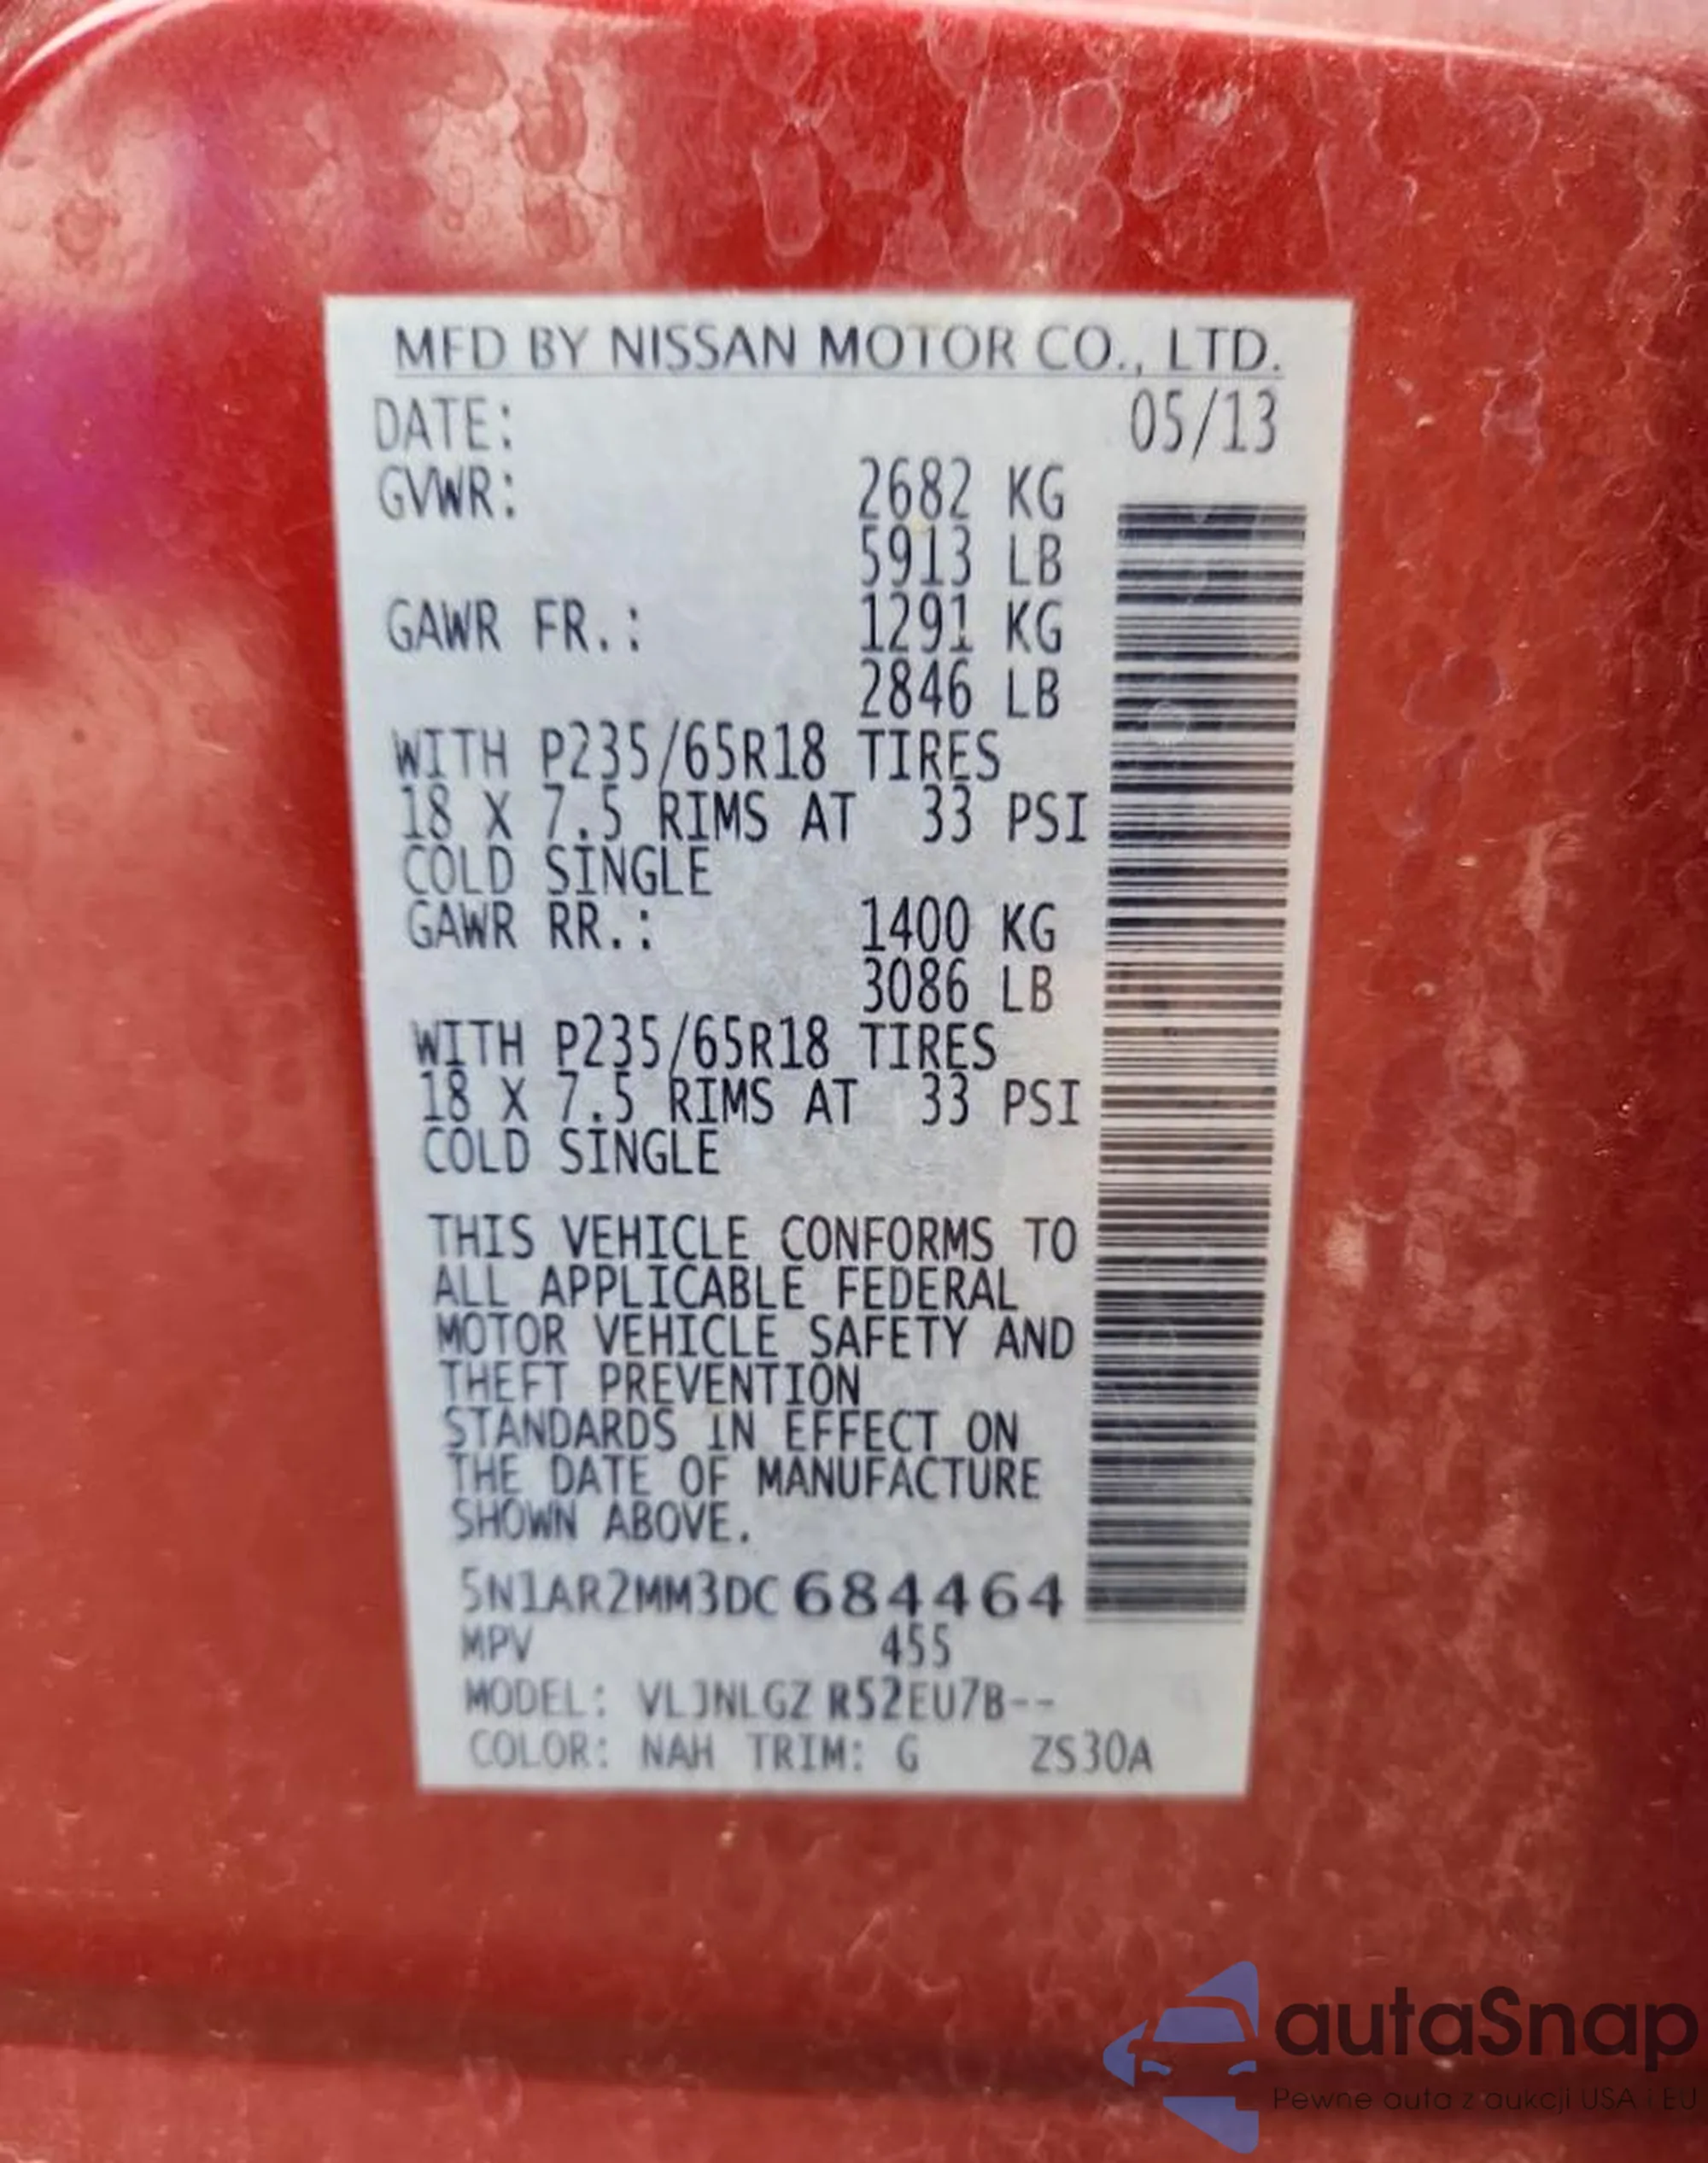 MFD BY NISSAN MOTOR CO., LTD.
DATE: 05/13
GVWR: 2682 KG
5913 LB
GAWR FR.: 1291 KG
2846 LB
WITH P235/65R18 TIRES
18 X 7.5 RIMS AT 33 PSI
COLD SINGLE
GAWR RR.: 1400 KG
3086 LB
WITH P235/65R18 TIRES
18 X 7.5 RIMS AT 33 PSI
COLD SINGLE
THIS VEHICLE CONFORMS TO
ALL APPLICABLE FEDERAL
MOTOR VEHICLE SAFETY AND
THEFT PREVENTION
STANDARDS IN EFFECT ON
THE DATE OF MANUFACTURE
SHOWN ABOVE.
5N1AR2MM3DC684464
MPV 455
MODEL: VLJNLGZ R52EU7B--
COLOR: NAH TRIM: G ZS30A
autaSnap
Pewne auta z aukcji USA i EU